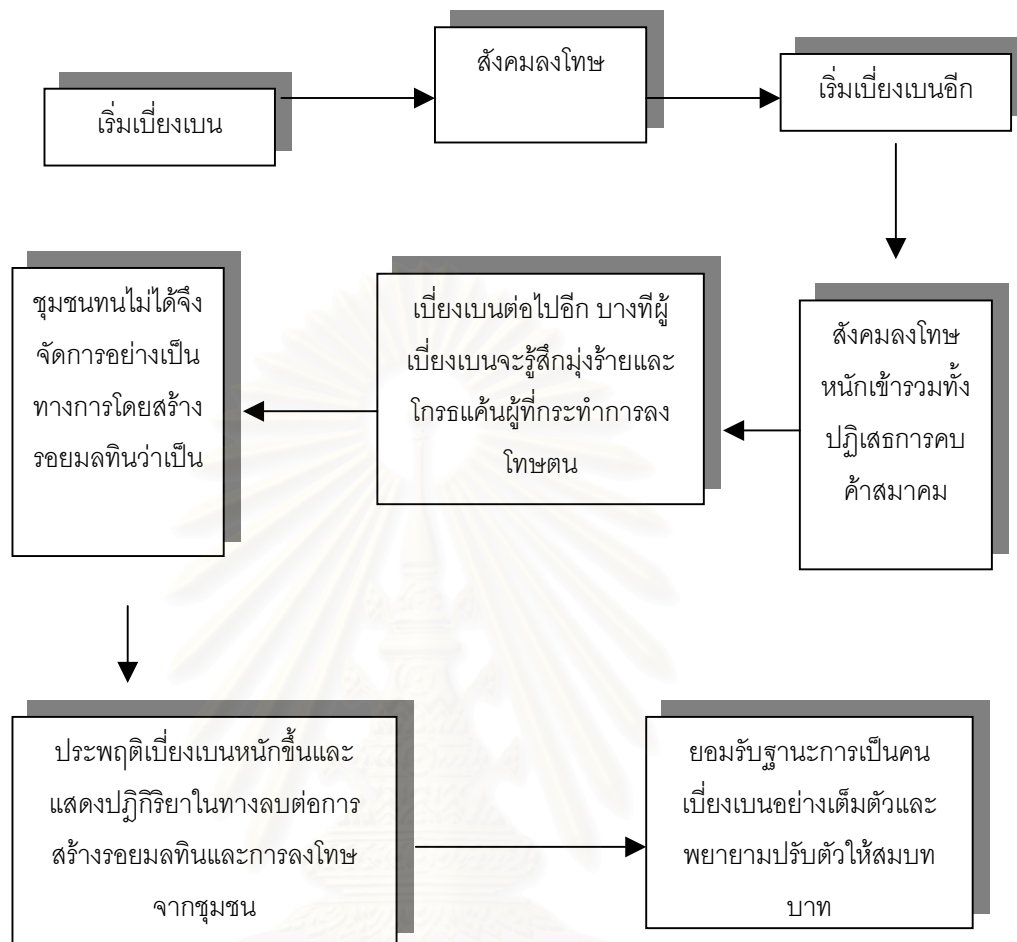 เริ่มเบี่ยงเบน
สังคมลงโทษ
เริ่มเบี่ยงเบนอีก
สังคมลงโทษ
หนักเข้ารวมทั้ง
ปฏิเสธการคบ
ค้าสมาคม
เบี่ยงเบนต่อไปอีก บางทีผู้
เบี่ยงเบนจะรู้สึกมุ่งร้ายและ
โกรธแค้นผู้ที่กระทำการลง
โทษตน
ชุมชนทนไม่ได้จึง
จัดการอย่างเป็น
ทางการโดยสร้าง
รอยมลทินว่าเป็น
ประพฤติเบี่ยงเบนหนักขึ้นและ
แสดงปฏิกิริยาในทางลบต่อการ
สร้างรอยมลทินและการลงโทษ
จากชุมชน
ยอมรับฐานะการเป็นคน
เบี่ยงเบนอย่างเต็มตัวและ
พยายามปรับตัวให้สมบท
บาท